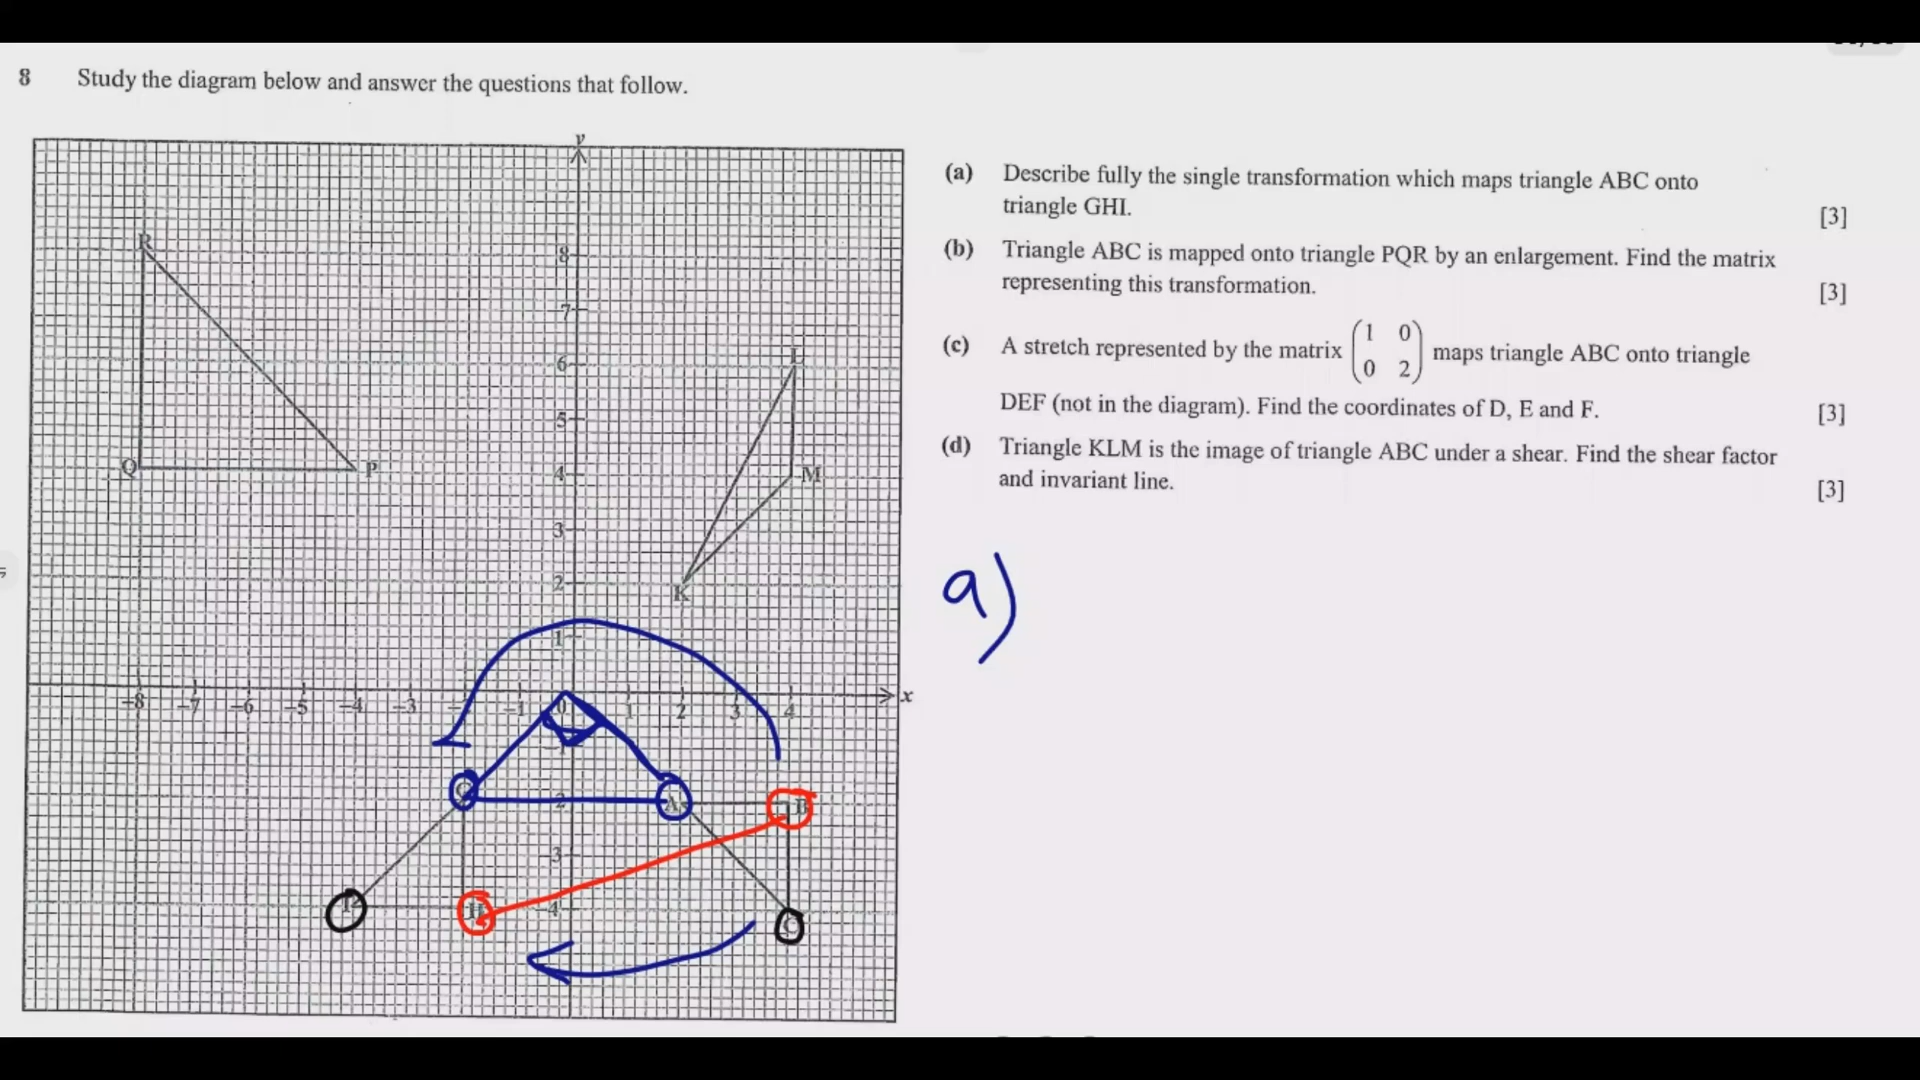 8 Study the diagram below and answer the questions that follow.
(a) Describe fully the single transformation which maps triangle ABC onto
triangle GHI. [3]
(b) Triangle ABC is mapped onto triangle PQR by an enlargement. Find the matrix
representing this transformation. [3]
(c) A stretch represented by the matrix (1 0
0 2) maps triangle ABC onto triangle
DEF (not in the diagram). Find the coordinates of D, E and F. [3]
(d) Triangle KLM is the image of triangle ABC under a shear. Find the shear factor
and invariant line. [3]
a)
y
R
8
7
L
6
5
Q P 4 M
3
2 K
1
-8 -7 -6 -5 -4 -3 -1 0 1 2 3 4 x
A B
3
H -4